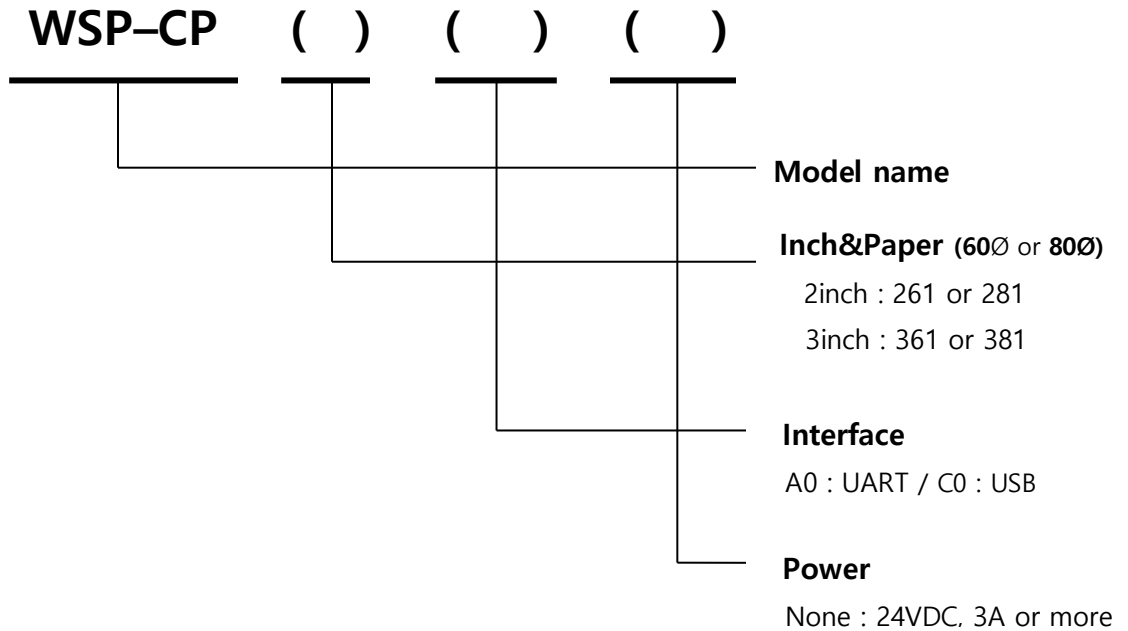 WSP–CP ( ) ( ) ( )
Model name
Inch&Paper (60Ø or 80Ø)
2inch : 261 or 281
3inch : 361 or 381
Interface
A0 : UART / C0 : USB
Power
None : 24VDC, 3A or more